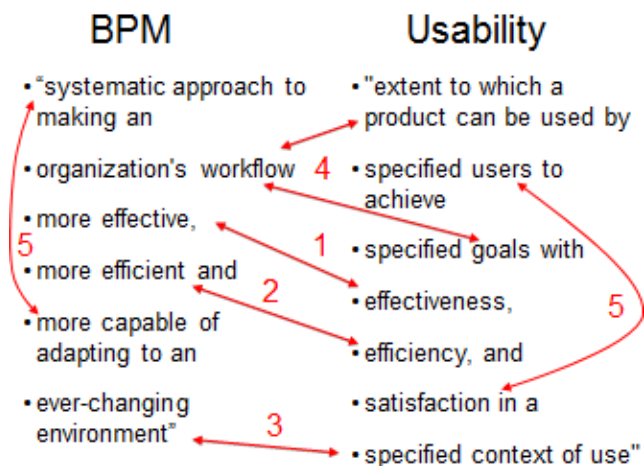 BPM
Usability
• “systematic approach to
making an
• organization's workflow
• more effective,
• more efficient and
• more capable of
adapting to an
• ever-changing
environment”
• "extent to which a
product can be used by
• specified users to
achieve
• specified goals with
• effectiveness,
• efficiency, and
• satisfaction in a
• specified context of use"
4
1
5
2
5
3